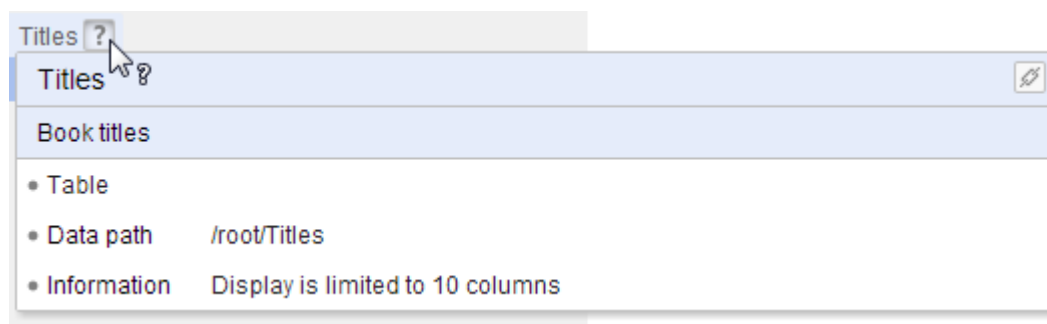 Titles ?
Titles
Book titles
• Table
• Data path /root/Titles
• Information Display is limited to 10 columns